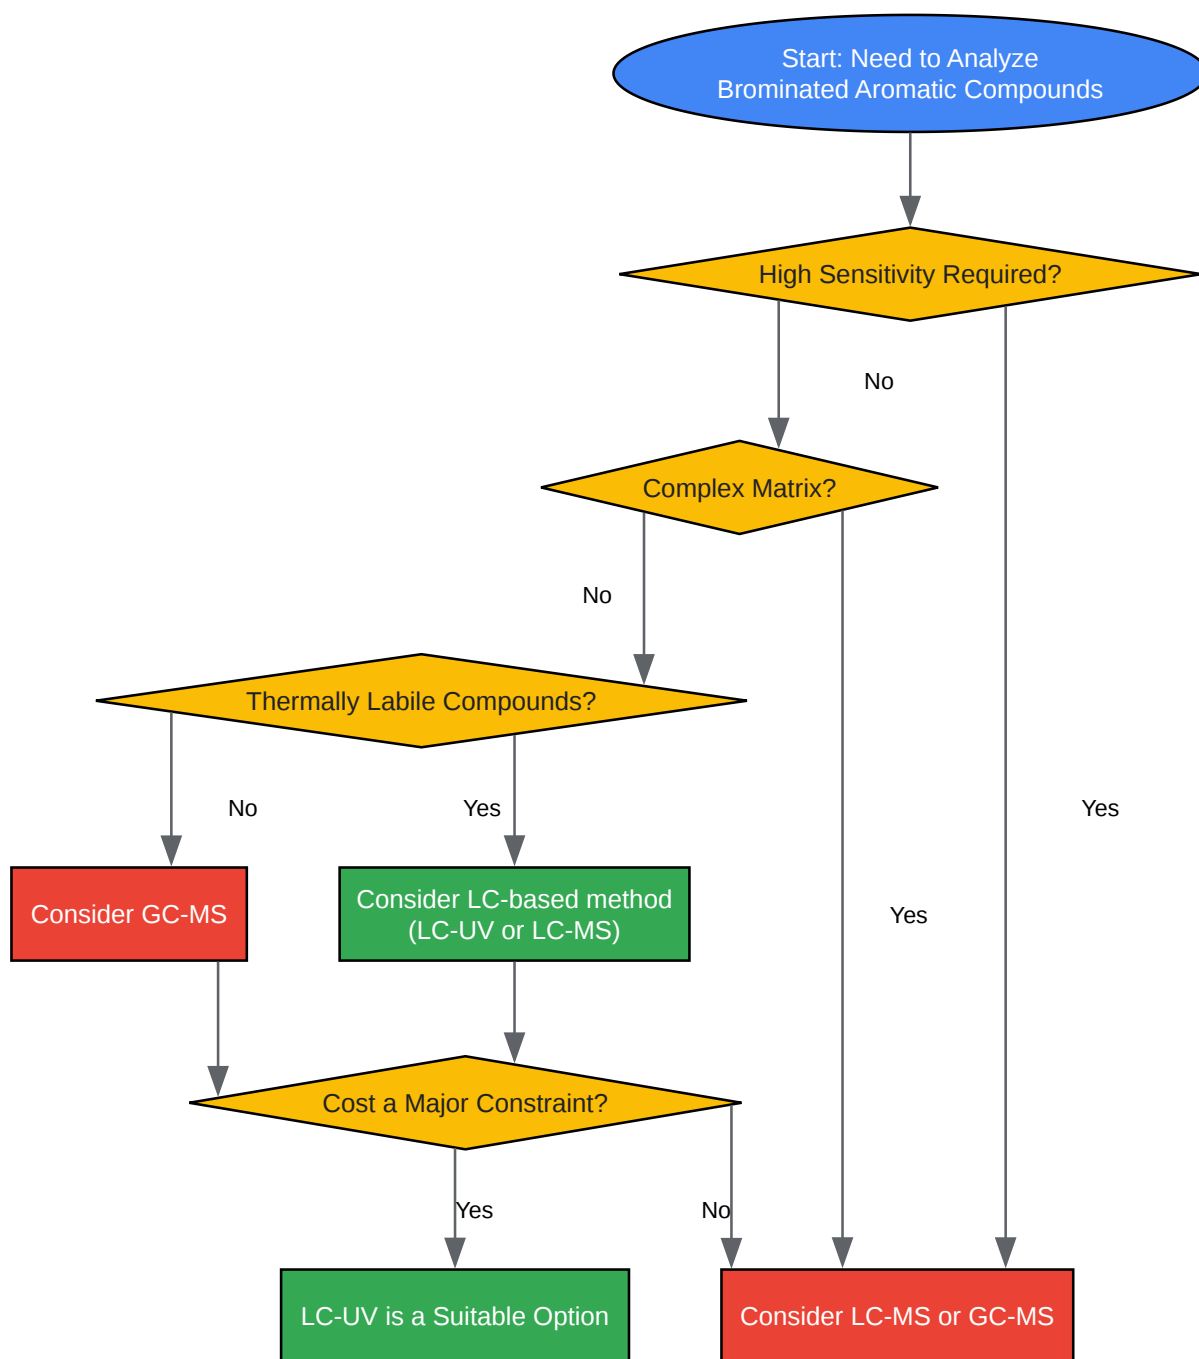 Start: Need to Analyze
Brominated Aromatic Compounds
High Sensitivity Required?
No
Complex Matrix?
No
Thermally Labile Compounds?
No
Yes
Yes
Consider GC-MS
Consider LC-based method
(LC-UV or LC-MS)
Yes
Cost a Major Constraint?
Yes
No
LC-UV is a Suitable Option
Consider LC-MS or GC-MS